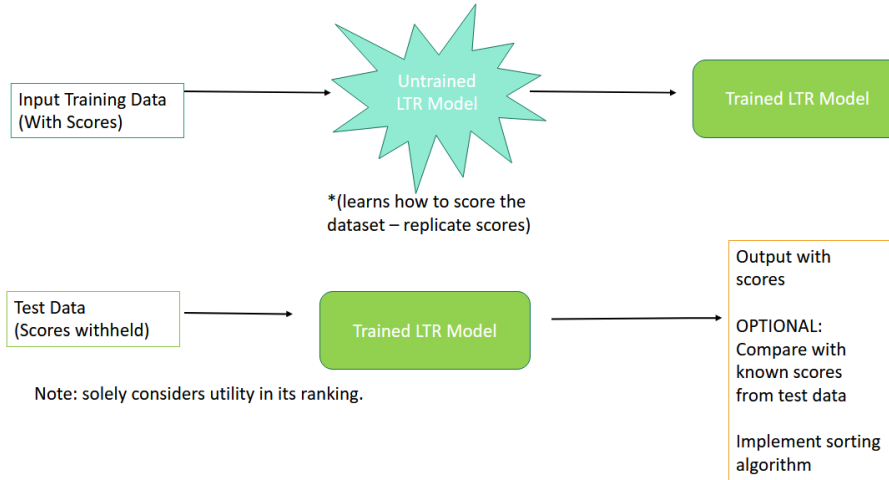 Input Training Data
(With Scores)
Untrained
LTR Model
Trained LTR Model
*(learns how to score the
dataset – replicate scores)
Test Data
(Scores withheld)
Trained LTR Model
Output with
scores
OPTIONAL:
Compare with
known scores
from test data
Implement sorting
algorithm
Note: solely considers utility in its ranking.